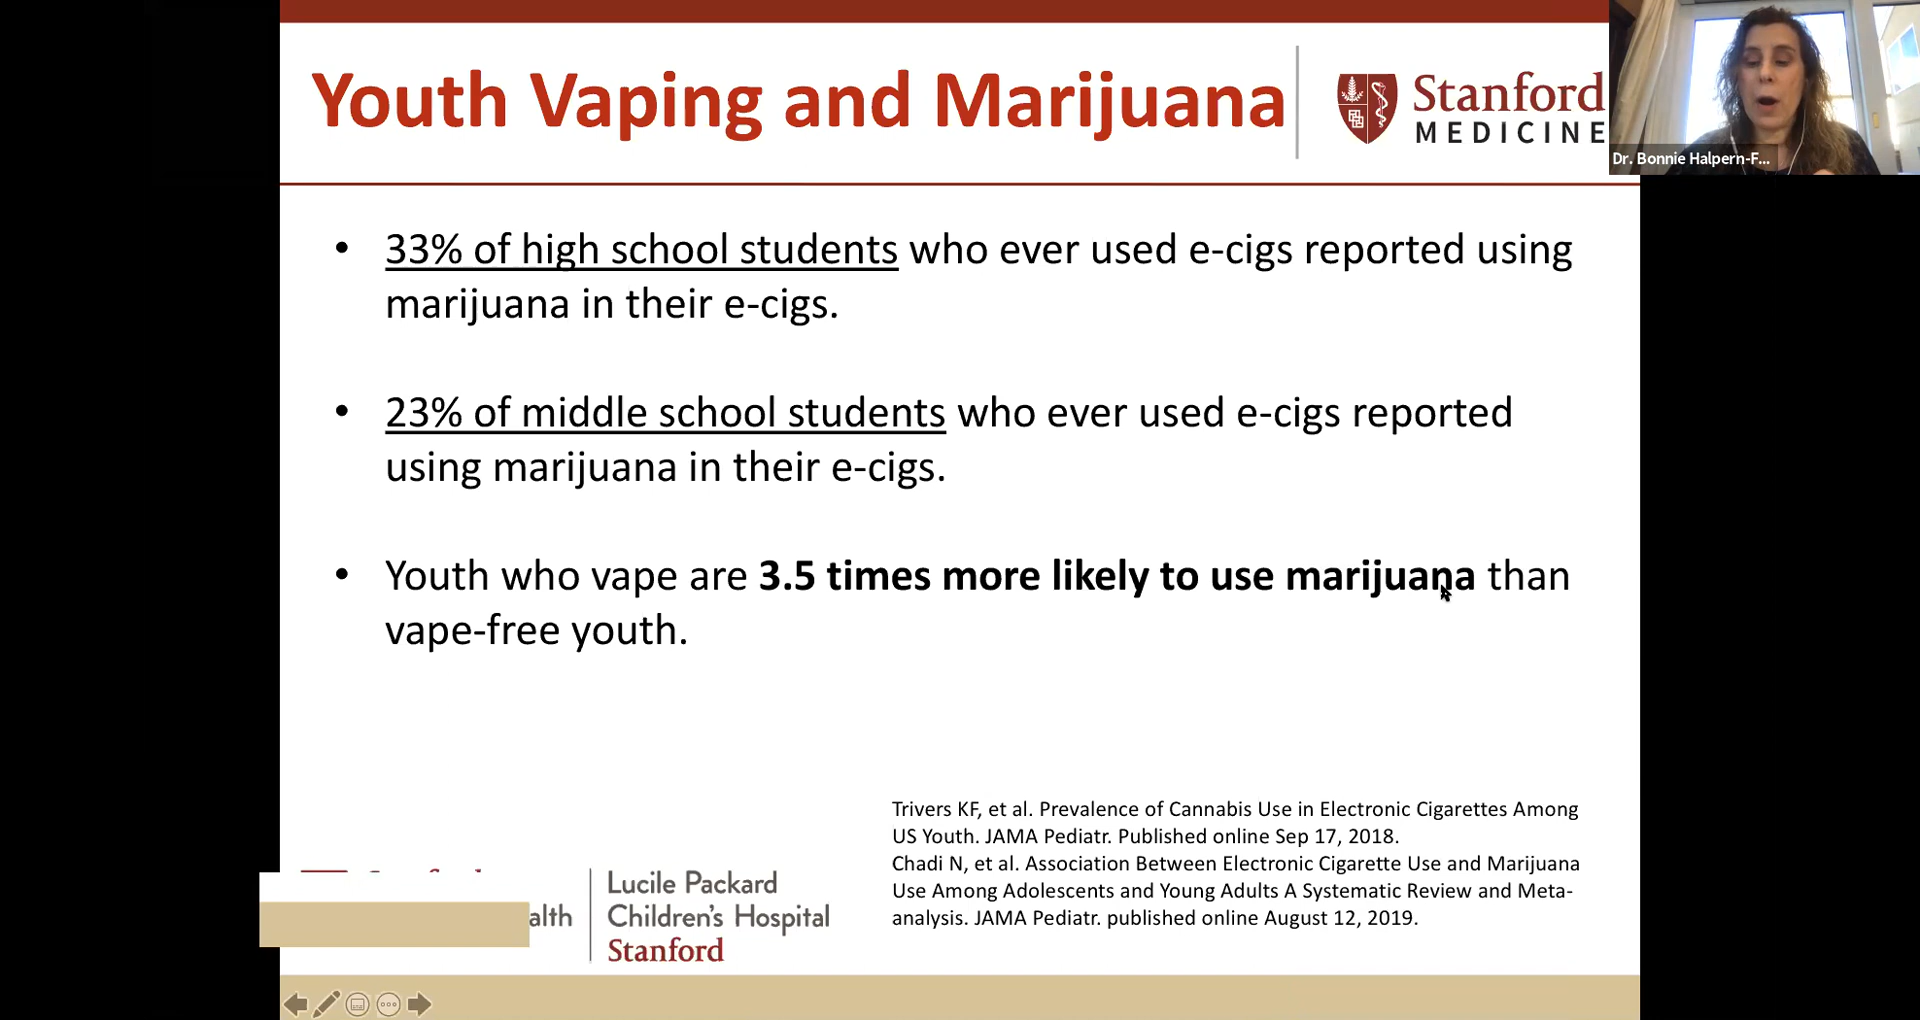 Youth Vaping and Marijuana
Stanford
MEDICINE
Dr. Bonnie Halpern-F...
• 33% of high school students who ever used e-cigs reported using
marijuana in their e-cigs.
• 23% of middle school students who ever used e-cigs reported
using marijuana in their e-cigs.
• Youth who vape are 3.5 times more likely to use marijuana than
vape-free youth.
Trivers KF, et al. Prevalence of Cannabis Use in Electronic Cigarettes Among
US Youth. JAMA Pediatr. Published online Sep 17, 2018.
Chadi N, et al. Association Between Electronic Cigarette Use and Marijuana
Use Among Adolescents and Young Adults A Systematic Review and Meta-
analysis. JAMA Pediatr. published online August 12, 2019.
alth
Lucile Packard
Children's Hospital
Stanford